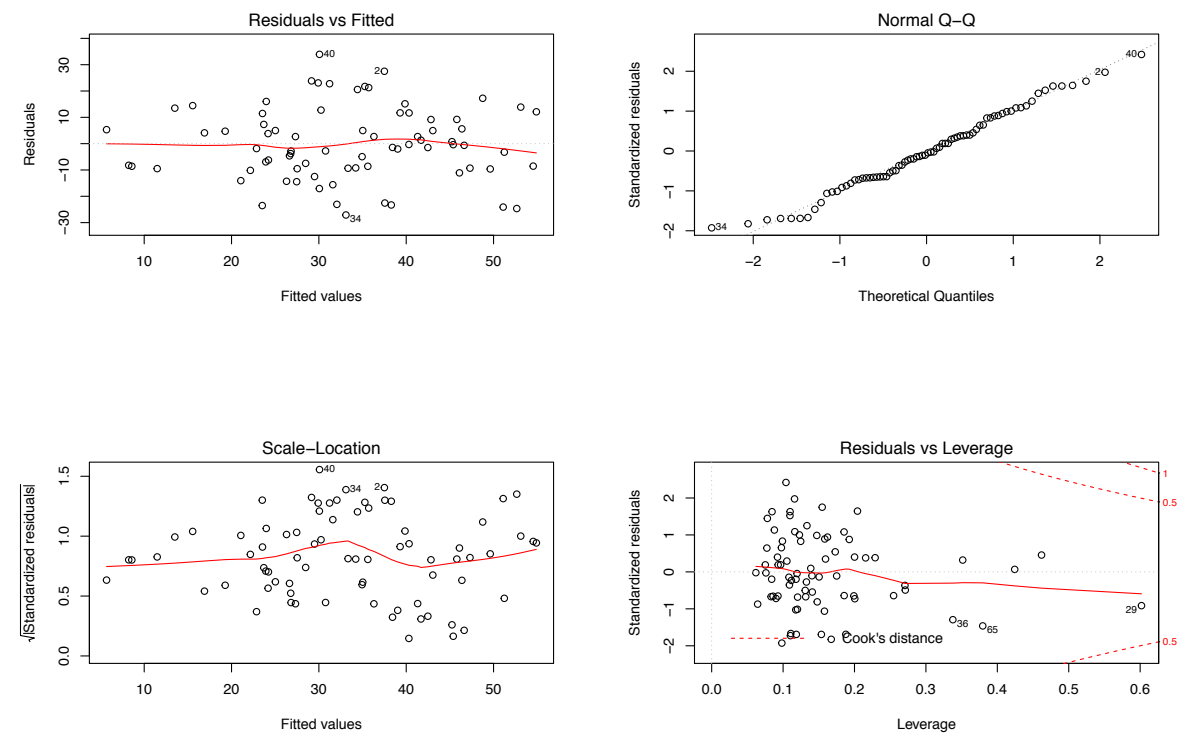 Residuals vs Fitted
Residuals
30
10
−10
−30
40
2
34
10 20 30 40 50
Fitted values
Normal Q−Q
Standardized residuals
2
1
0
−1
−2
40
2
34
−2 −1 0 1 2
Theoretical Quantiles
Scale−Location
√|Standardized residuals|
1.5
1.0
0.5
0.0
40
34
2
10 20 30 40 50
Fitted values
Residuals vs Leverage
Standardized residuals
2
1
0
−1
−2
1
0.5
0.5
29
36
65
Cook's distance
0.0 0.1 0.2 0.3 0.4 0.5 0.6
Leverage